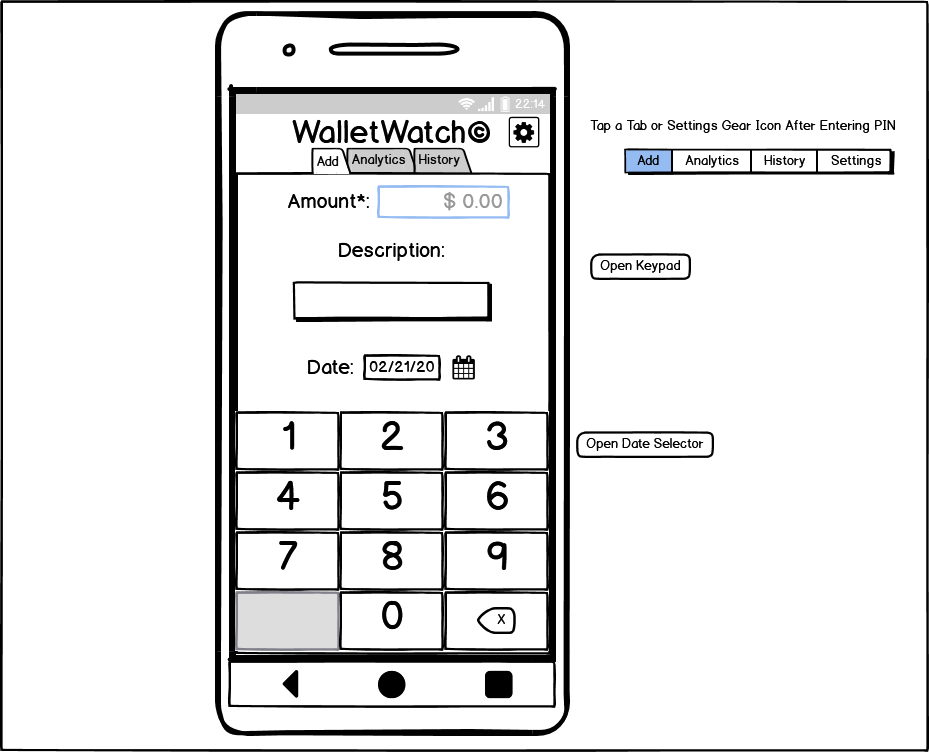 22:14
WalletWatch©
Add Analytics History
Amount*: $ 0.00
Description:
Date: 02/21/20
1 2 3
4 5 6
7 8 9
0 X
Tap a Tab or Settings Gear Icon After Entering PIN
Add Analytics History Settings
Open Keypad
Open Date Selector